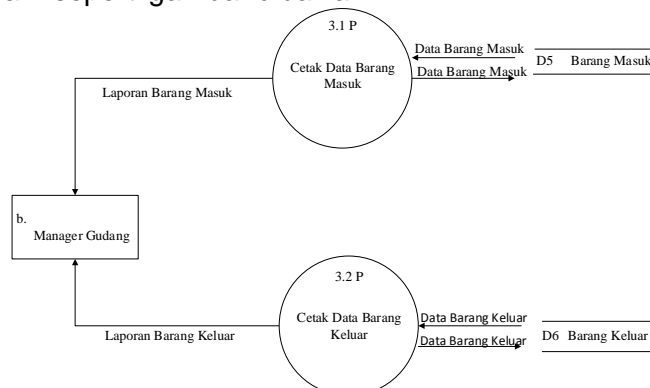 3.1 P
Cetak Data Barang
Masuk
Data Barang Masuk
Data Barang Masuk
D5 Barang Masuk
Laporan Barang Masuk
b.
Manager Gudang
3.2 P
Cetak Data Barang
Keluar
Data Barang Keluar
Data Barang Keluar
D6 Barang Keluar
Laporan Barang Keluar